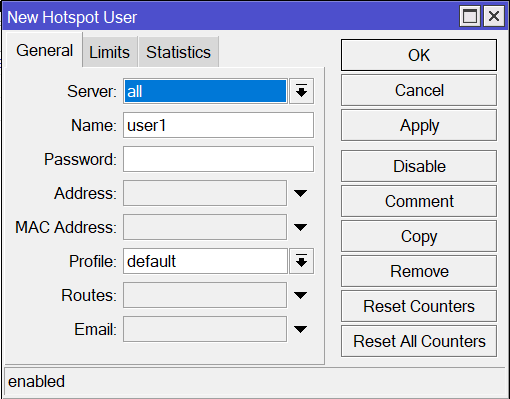 New Hotspot User
General Limits Statistics
Server: all
Name: user1
Password:
Address:
MAC Address:
Profile: default
Routes:
Email:
OK
Cancel
Apply
Disable
Comment
Copy
Remove
Reset Counters
Reset All Counters
enabled